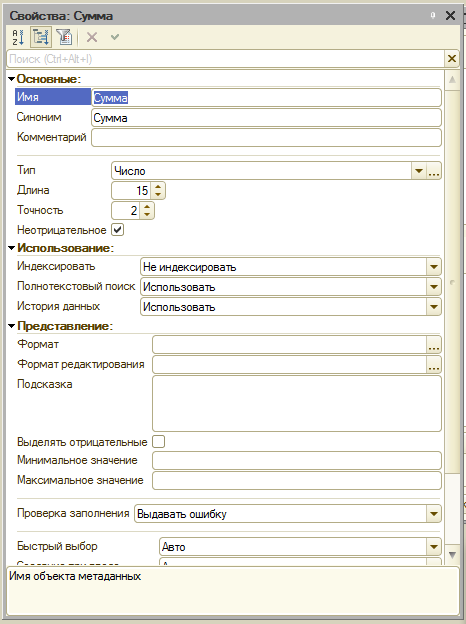 Свойства: Сумма
Поиск (Ctrl+Alt+I)
Основные:
Имя Сумма
Синоним Сумма
Комментарий
Тип Число
Длина 15
Точность 2
Неотрицательное
Использование:
Индексировать Не индексировать
Полнотекстовый поиск Использовать
История данных Использовать
Представление:
Формат
Формат редактирования
Подсказка
Выделять отрицательные
Минимальное значение
Максимальное значение
Проверка заполнения Выдавать ошибку
Быстрый выбор Авто
Имя объекта метаданных